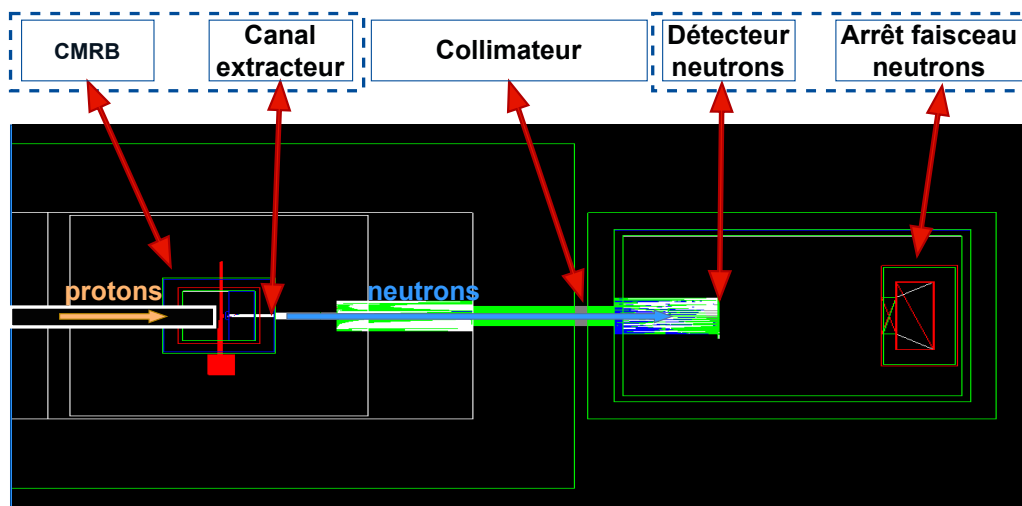 CMRB
Canal
extracteur
Collimateur
Détecteur
neutrons
Arrêt faisceau
neutrons
protons
neutrons